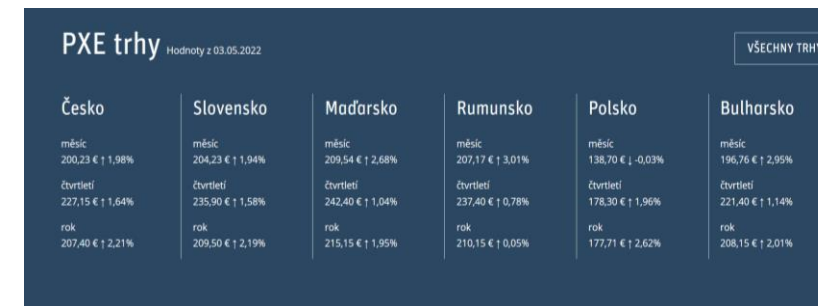 PXE trhy Hodnoty z 03.05.2022
VŠECHNY TRHY
Česko
měsíc
200,23 € ↑ 1,98%
čtvrtletí
227,15 € ↑ 1,64%
rok
207,40 € ↑ 2,21%
Slovensko
měsíc
204,23 € ↑ 1,94%
čtvrtletí
235,90 € ↑ 1,58%
rok
209,50 € ↑ 2,19%
Maďarsko
měsíc
209,54 € ↑ 2,68%
čtvrtletí
242,40 € ↑ 1,04%
rok
215,15 € ↑ 1,95%
Rumunsko
měsíc
207,17 € ↑ 3,01%
čtvrtletí
237,40 € ↑ 0,78%
rok
210,15 € ↑ 0,05%
Polsko
měsíc
138,70 € ↓ -0,03%
čtvrtletí
178,30 € ↑ 1,96%
rok
177,71 € ↑ 2,62%
Bulharsko
měsíc
196,76 € ↑ 2,95%
čtvrtletí
221,40 € ↑ 1,14%
rok
208,15 € ↑ 2,01%